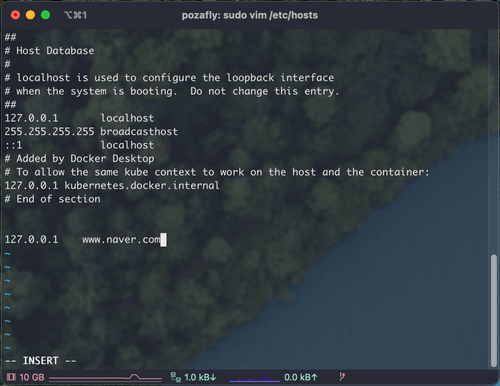 ⌥⌘1 pozafly: sudo vim /etc/hosts
##
# Host Database
#
# localhost is used to configure the loopback interface
# when the system is booting.  Do not change this entry.
##
127.0.0.1       localhost
255.255.255.255 broadcasthost
::1             localhost
# Added by Docker Desktop
# To allow the same kube context to work on the host and the container:
127.0.0.1 kubernetes.docker.internal
# End of section
127.0.0.1    www.naver.com
~
~
~
~
~
~
~
~
-- INSERT --
10 GB 1.0 kB↓ 0.0 kB↑